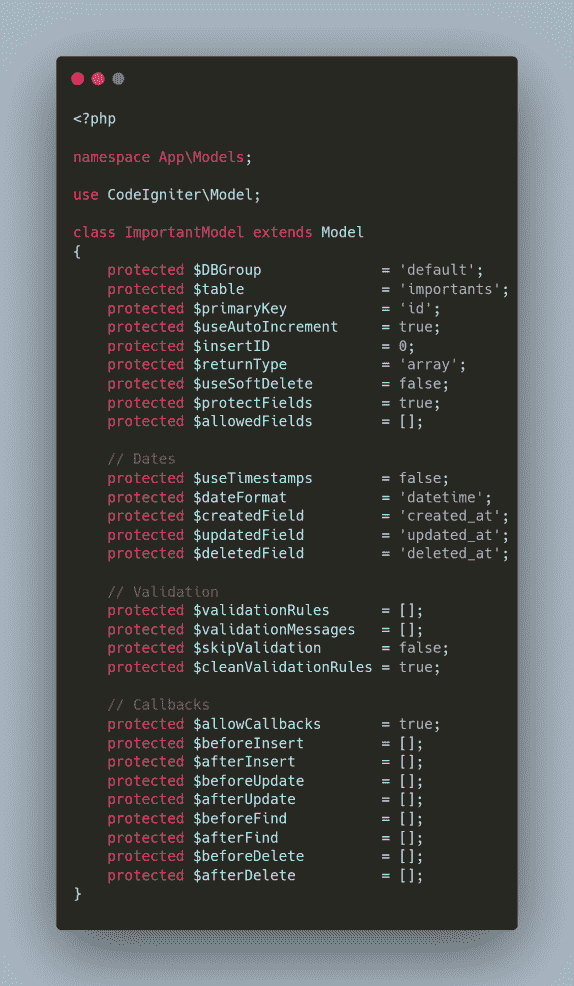 <?php
namespace App\Models;
use CodeIgniter\Model;
class ImportantModel extends Model
{
    protected $DBGroup              = 'default';
    protected $table                = 'importants';
    protected $primaryKey           = 'id';
    protected $useAutoIncrement     = true;
    protected $insertID             = 0;
    protected $returnType           = 'array';
    protected $useSoftDelete        = false;
    protected $protectFields        = true;
    protected $allowedFields        = [];
    // Dates
    protected $useTimestamps        = false;
    protected $dateFormat           = 'datetime';
    protected $createdField         = 'created_at';
    protected $updatedField         = 'updated_at';
    protected $deletedField         = 'deleted_at';
    // Validation
    protected $validationRules      = [];
    protected $validationMessages   = [];
    protected $skipValidation       = false;
    protected $cleanValidationRules = true;
    // Callbacks
    protected $allowCallbacks       = true;
    protected $beforeInsert         = [];
    protected $afterInsert          = [];
    protected $beforeUpdate         = [];
    protected $afterUpdate          = [];
    protected $beforeFind           = [];
    protected $afterFind            = [];
    protected $beforeDelete         = [];
    protected $afterDelete          = [];
}